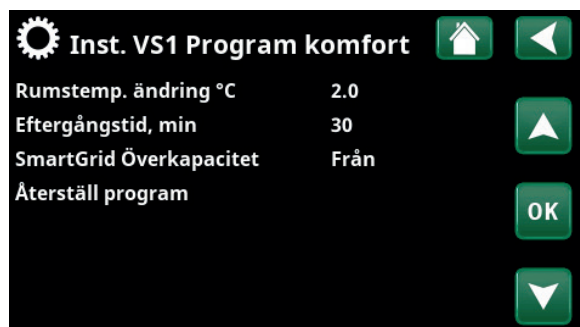 Inst. VS1 Program komfort
Rumstemp. ändring °C 2.0
Eftergångstid, min 30
SmartGrid Överkapacitet Från
Återställ program
OK